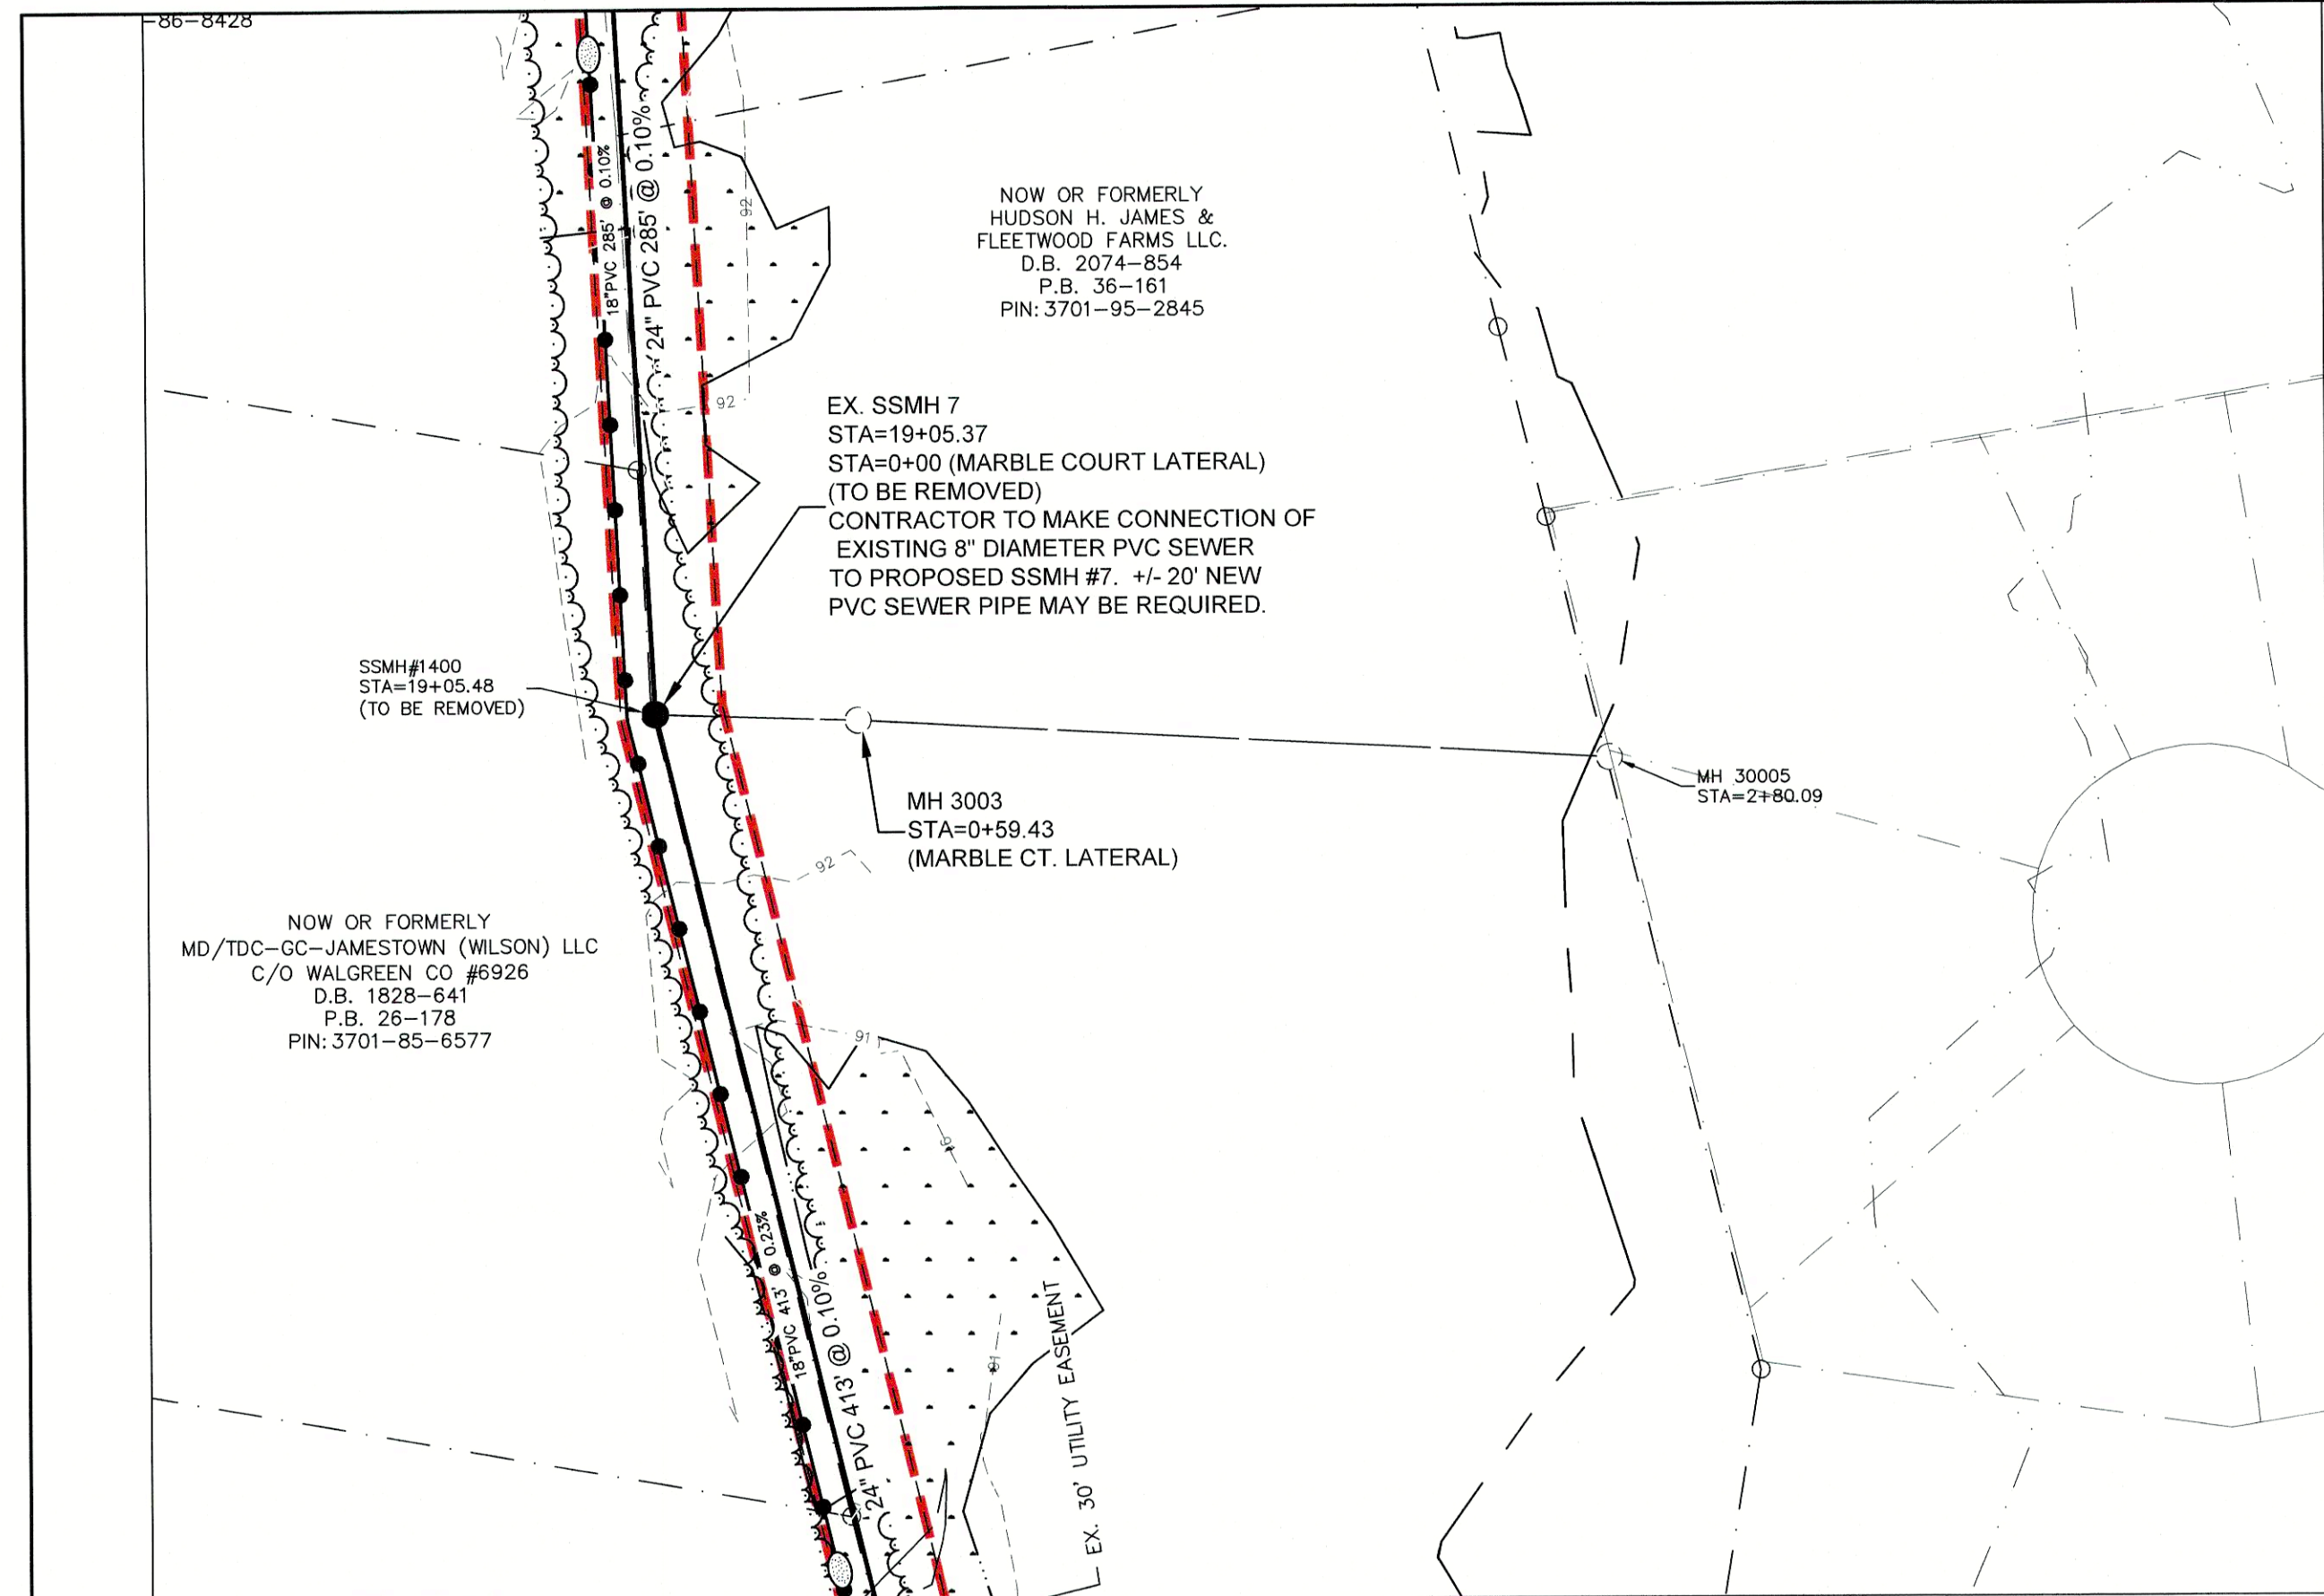 -86-8428
18"PVC 285' @ 0.10%
24" PVC 285' @ 0.10%
92
NOW OR FORMERLY
HUDSON H. JAMES &
FLEETWOOD FARMS LLC.
D.B. 2074-854
P.B. 36-161
PIN: 3701-95-2845
92
EX. SSMH 7
STA=19+05.37
STA=0+00 (MARBLE COURT LATERAL)
(TO BE REMOVED)
CONTRACTOR TO MAKE CONNECTION OF
EXISTING 8" DIAMETER PVC SEWER
TO PROPOSED SSMH #7. +/- 20' NEW
PVC SEWER PIPE MAY BE REQUIRED.
SSMH#1400
STA=19+05.48
(TO BE REMOVED)
MH 30005
STA=2+80.09
MH 3003
STA=0+59.43
(MARBLE CT. LATERAL)
92
NOW OR FORMERLY
MD/TDC-GC-JAMESTOWN (WILSON) LLC
C/O WALGREEN CO #6926
D.B. 1828-641
P.B. 26-178
PIN: 3701-85-6577
91
91
18"PVC 413' @ 0.23%
24" PVC 413' @ 0.10%
91
EX. 30' UTILITY EASEMENT